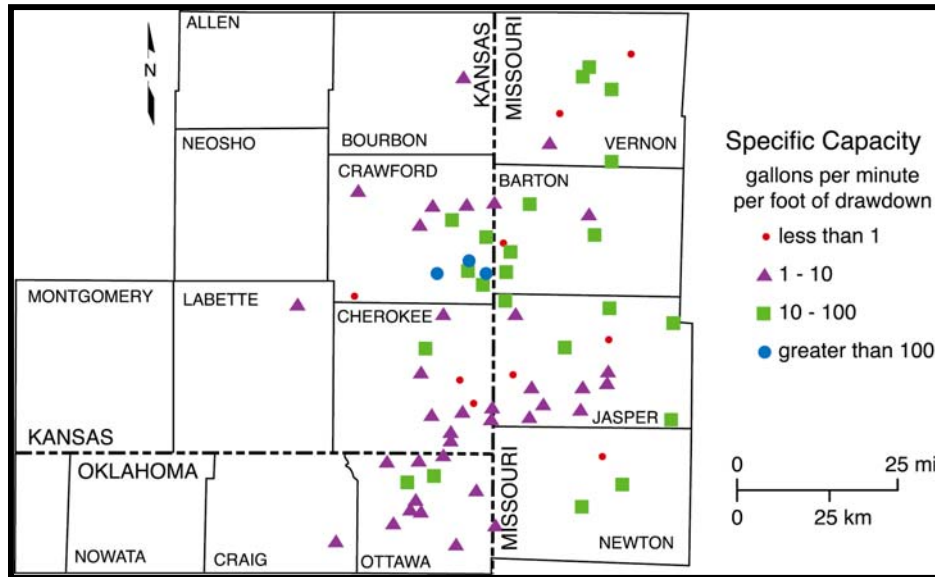 ALLEN
KANSAS
MISSOURI
N
NEOSHO
BOURBON
VERNON
CRAWFORD
BARTON
MONTGOMERY
LABETTE
CHEROKEE
JASPER
KANSAS
OKLAHOMA
MISSOURI
NOWATA
CRAIG
OTTAWA
NEWTON
Specific Capacity
gallons per minute
per foot of drawdown
less than 1
1 - 10
10 - 100
greater than 100
0 25 mi
0 25 km